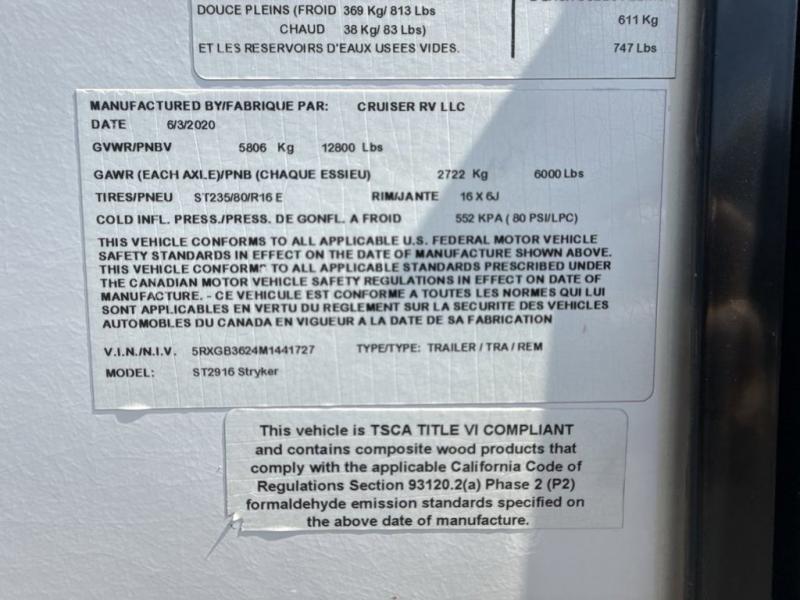 DOUCE PLEINS (FROID 369 Kg/ 813 Lbs
CHAUD 38 Kg/ 83 Lbs)
ET LES RESERVOIRS D'EAUX USEES VIDES.
611 Kg
747 Lbs
MANUFACTURED BY/FABRIQUE PAR: CRUISER RV LLC
DATE 6/3/2020
GVWR/PNBV 5806 Kg 12800 Lbs
GAWR (EACH AXLE)/PNB (CHAQUE ESSIEU) 2722 Kg 6000 Lbs
TIRES/PNEU ST235/80/R16 E RIM/JANTE 16 X 6J
COLD INFL. PRESS./PRESS. DE GONFL. A FROID 552 KPA ( 80 PSI/LPC)
THIS VEHICLE CONFORMS TO ALL APPLICABLE U.S. FEDERAL MOTOR VEHICLE
SAFETY STANDARDS IN EFFECT ON THE DATE OF MANUFACTURE SHOWN ABOVE.
THIS VEHICLE CONFORM" TO ALL APPLICABLE STANDARDS PRESCRIBED UNDER
THE CANADIAN MOTOR VEHICLE SAFETY REGULATIONS IN EFFECT ON DATE OF
MANUFACTURE. - CE VEHICULE EST CONFORME A TOUTES LES NORMES QUI LUI
SONT APPLICABLES EN VERTU DU REGLEMENT SUR LA SECURITE DES VEHICLES
AUTOMOBLES DU CANADA EN VIGUEUR A LA DATE DE SA FABRICATION
V.I.N./N.I.V. 5RXGB3624M1441727 TYPE/TYPE: TRAILER / TRA / REM
MODEL: ST2916 Stryker
This vehicle is TSCA TITLE VI COMPLIANT
and contains composite wood products that
comply with the applicable California Code of
Regulations Section 93120.2(a) Phase 2 (P2)
formaldehyde emission standards specified on
the above date of manufacture.